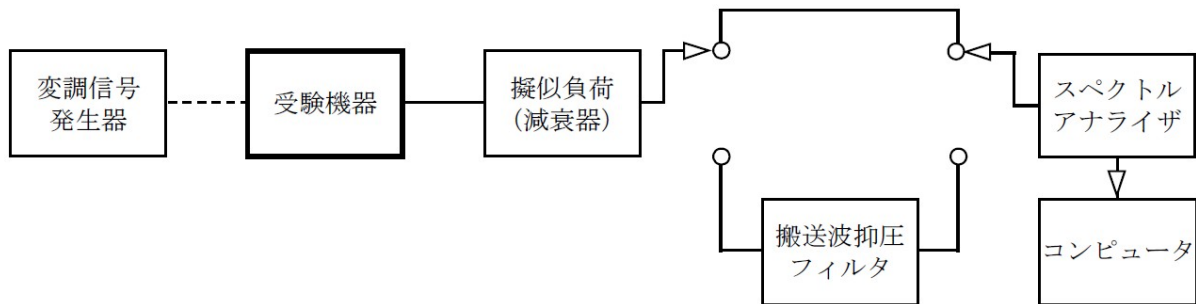 変調信号
発生器
受験機器
擬似負荷
（減衰器）
スペクトル
アナライザ
搬送波抑圧
フィルタ
コンピュータ